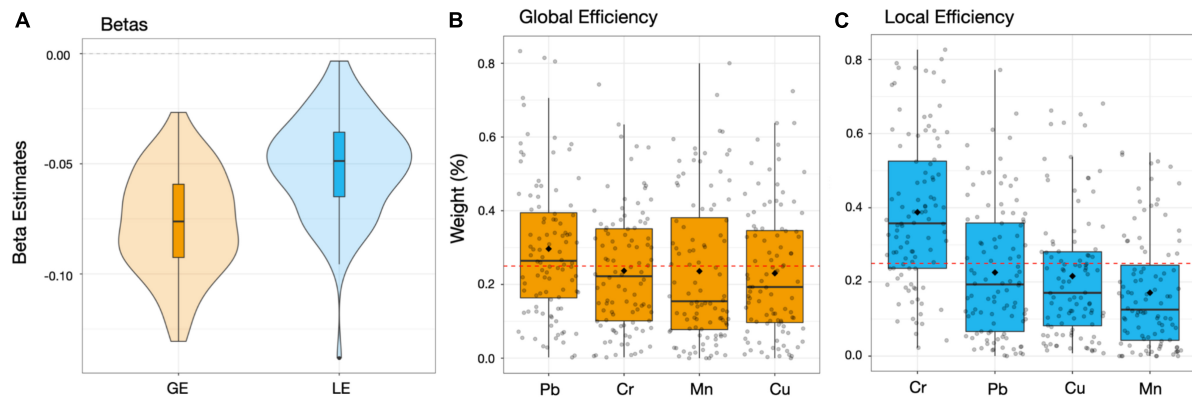 A
Betas
Beta Estimates
0.00
-0.05
-0.10
GE
LE
B
Global Efficiency
Weight (%)
0.8
0.6
0.4
0.2
0.0
Pb
Cr
Mn
Cu
C
Local Efficiency
0.8
0.6
0.4
0.2
0.0
Cr
Pb
Cu
Mn